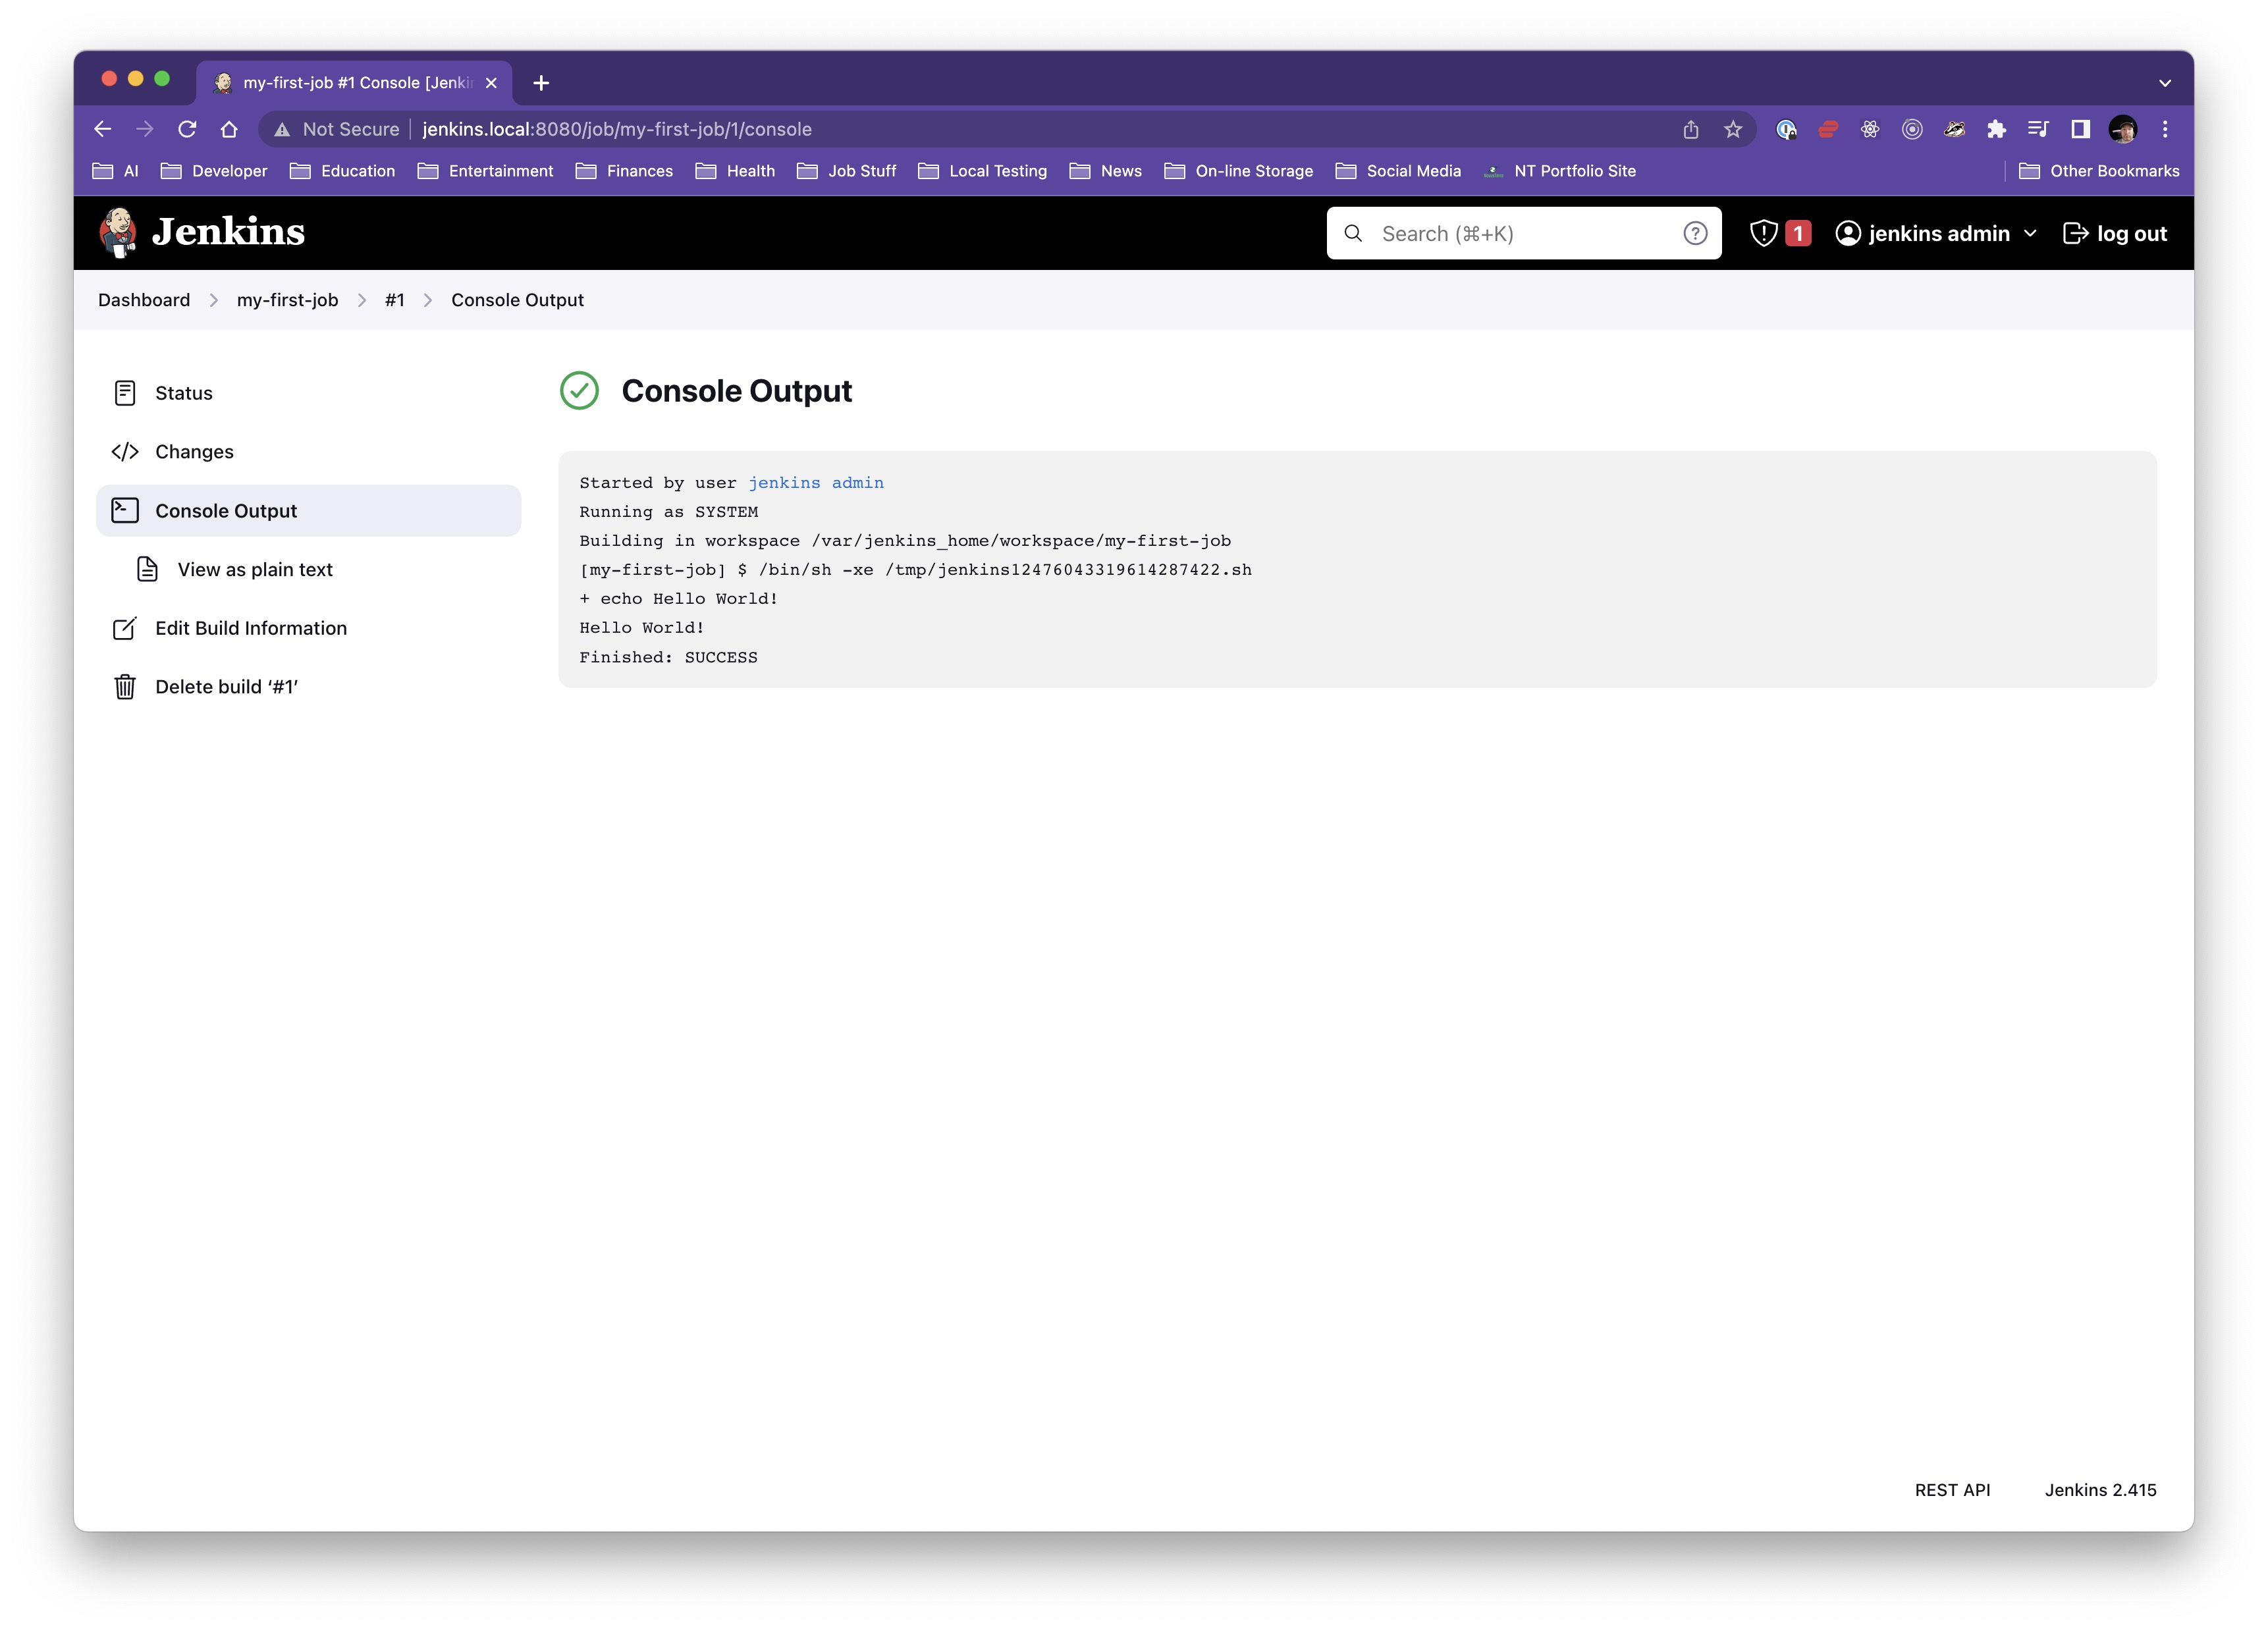 my-first-job #1 Console [Jenki
Not Secure jenkins.local:8080/job/my-first-job/1/console
AI Developer Education Entertainment Finances Health Job Stuff Local Testing News On-line Storage Social Media NT Portfolio Site Other Bookmarks
Jenkins Search (⌘+K) 1 jenkins admin log out
Dashboard my-first-job #1 Console Output
Status
Changes
Console Output
View as plain text
Edit Build Information
Delete build ‘#1’
Console Output
Started by user jenkins admin
Running as SYSTEM
Building in workspace /var/jenkins_home/workspace/my-first-job
[my-first-job] $ /bin/sh -xe /tmp/jenkins12476043319614287422.sh
+ echo Hello World!
Hello World!
Finished: SUCCESS
REST API Jenkins 2.415